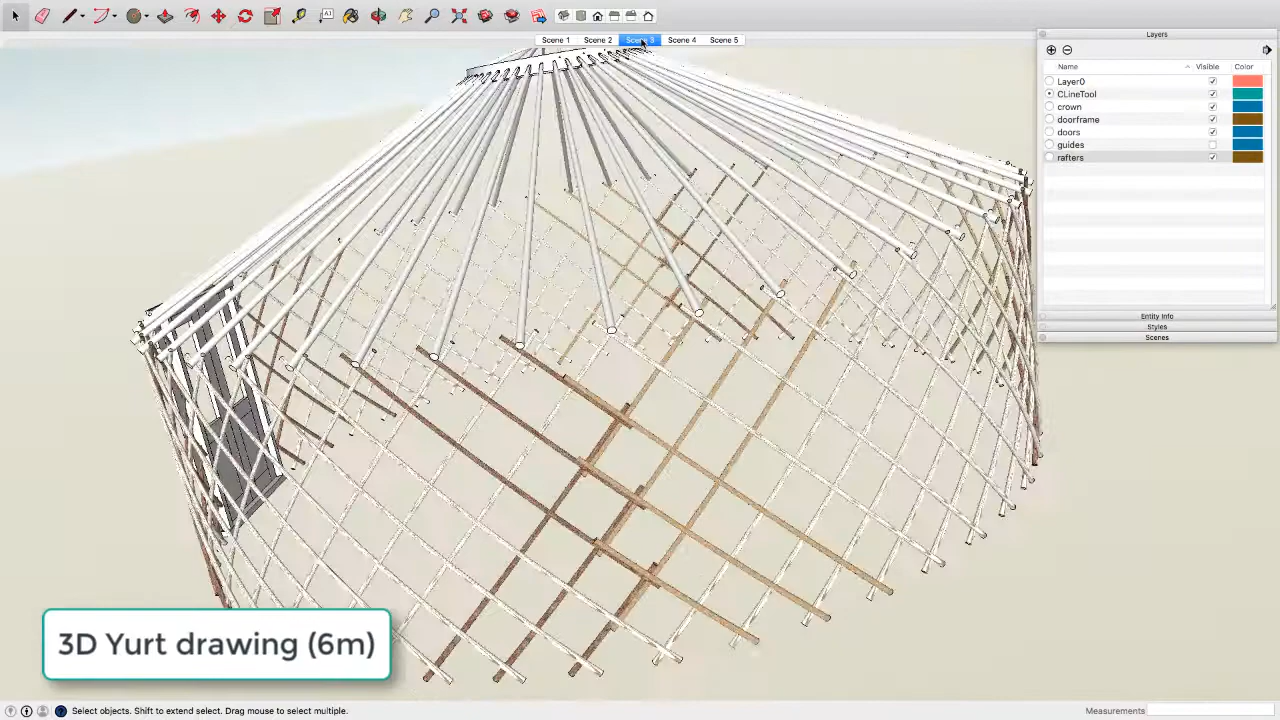 A1
Scene 1
Scene 2
Scene 3
Scene 4
Scene 5
Layers
Name
Visible
Color
Layer0
CLineTool
crown
doorframe
doors
guides
rafters
Entity Info
Styles
Scenes
3D Yurt drawing (6m)
Select objects. Shift to extend select. Drag mouse to select multiple.
Measurements